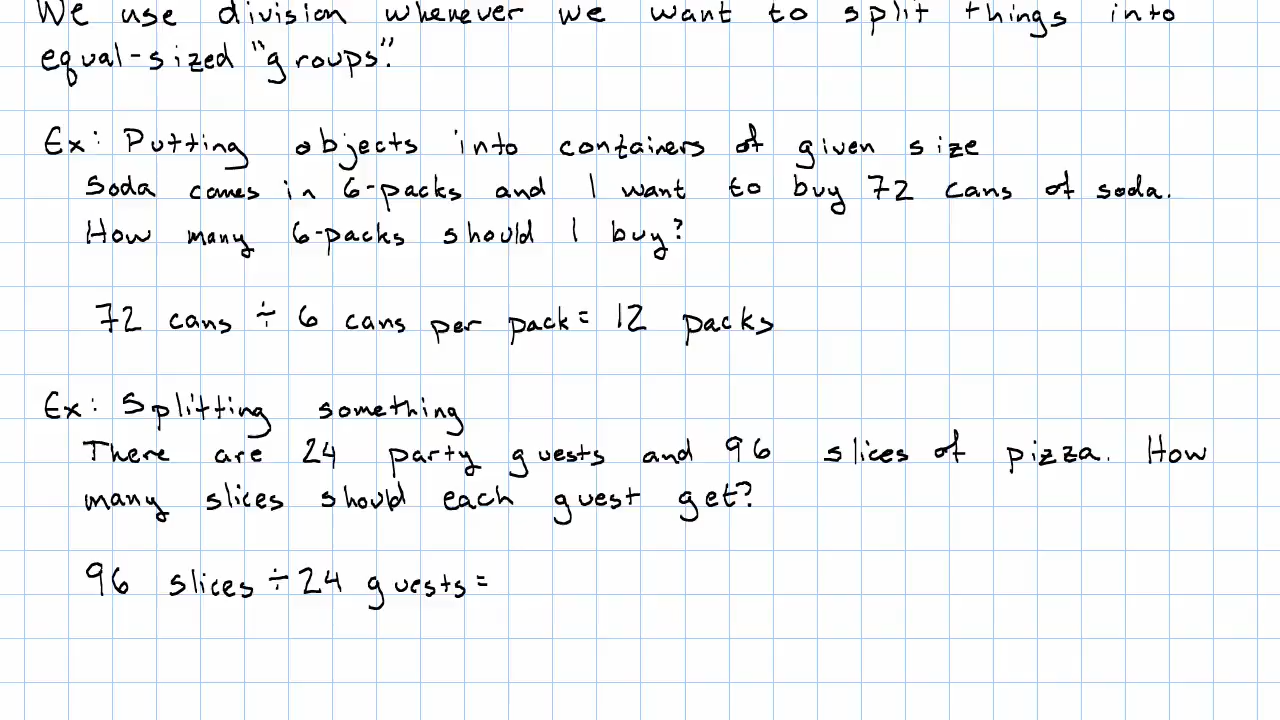 We use division whenever we want to split things into
equal-sized "groups".
Ex: Putting objects into containers of given size
Soda comes in 6-packs and I want to buy 72 cans of soda.
How many 6-packs should I buy?
72 cans ÷ 6 cans per pack = 12 packs
Ex: Splitting something
There are 24 party guests and 96 slices of pizza. How
many slices should each guest get?
96 slices ÷ 24 guests =